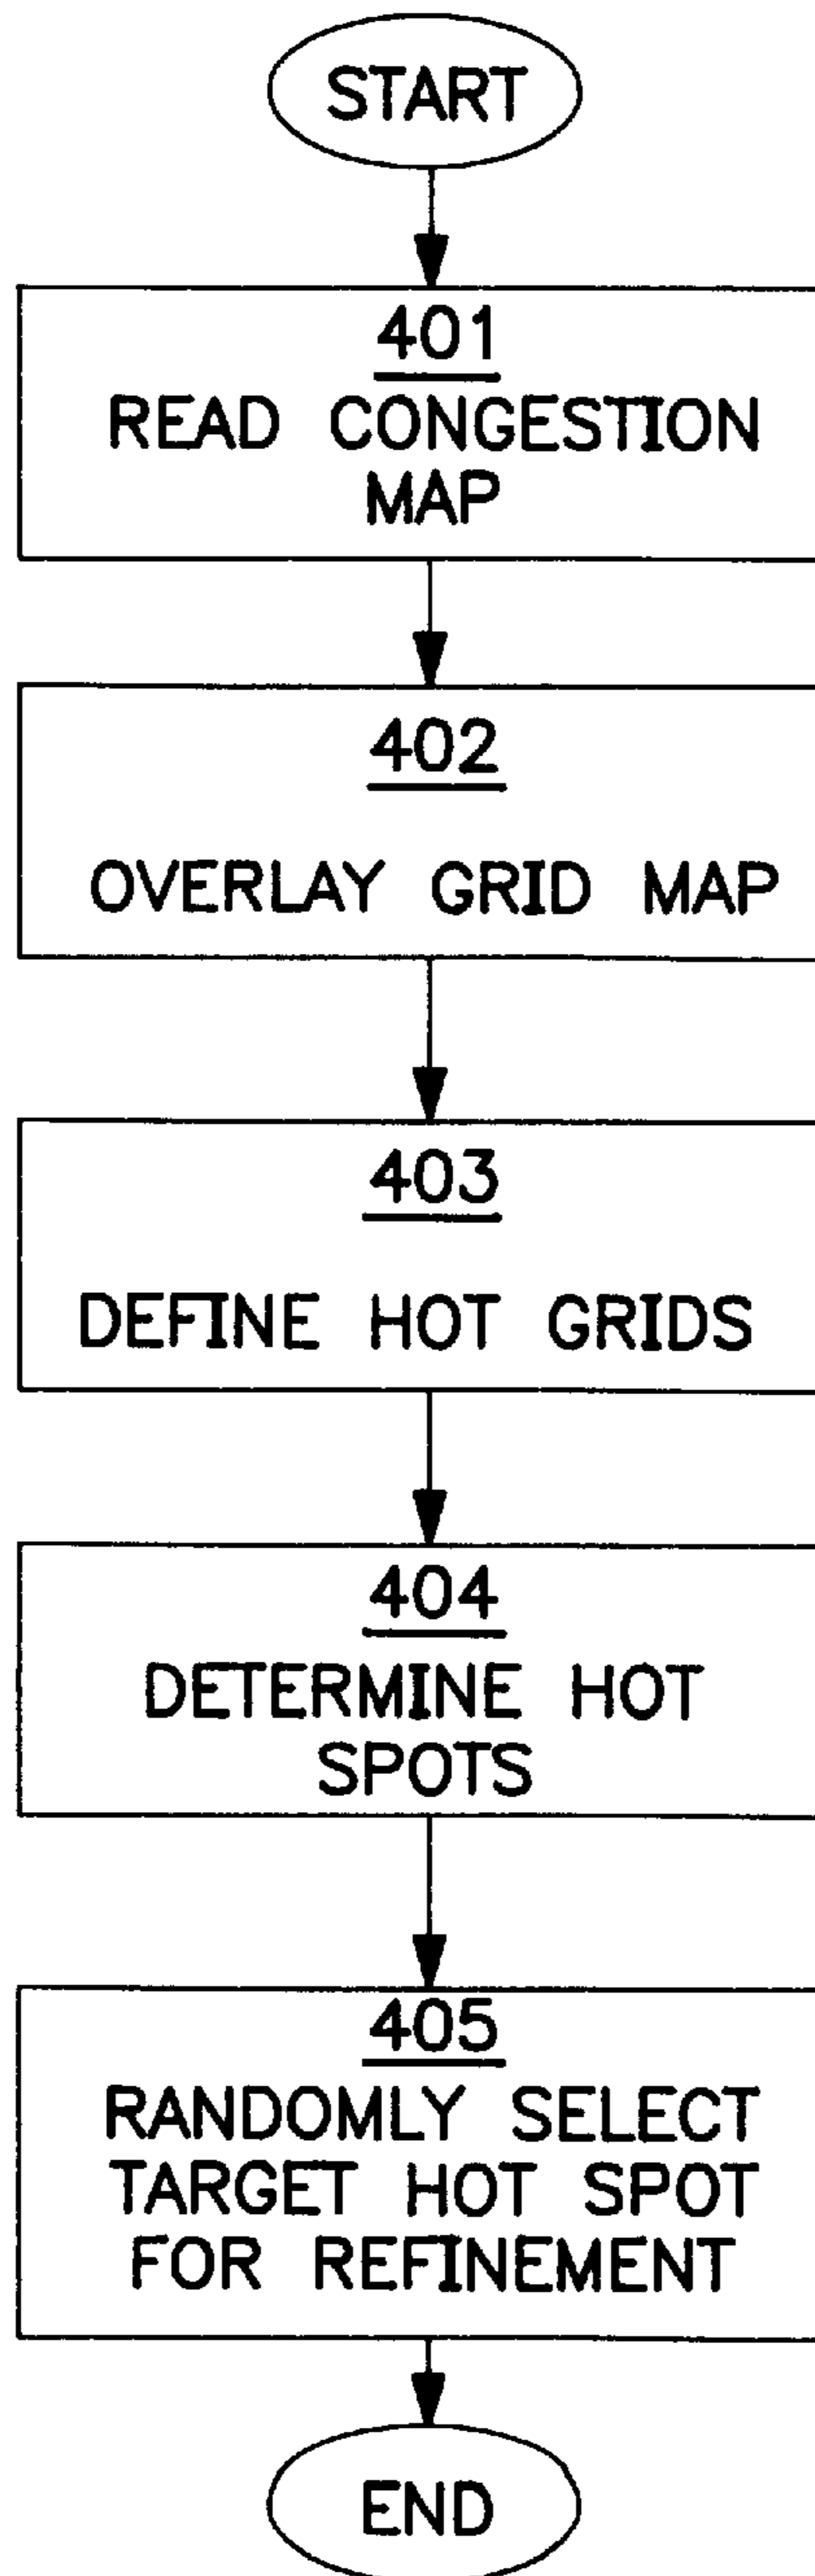 START
401
READ CONGESTION
MAP
402
OVERLAY GRID MAP
403
DEFINE HOT GRIDS
404
DETERMINE HOT
SPOTS
405
RANDOMLY SELECT
TARGET HOT SPOT
FOR REFINEMENT
END